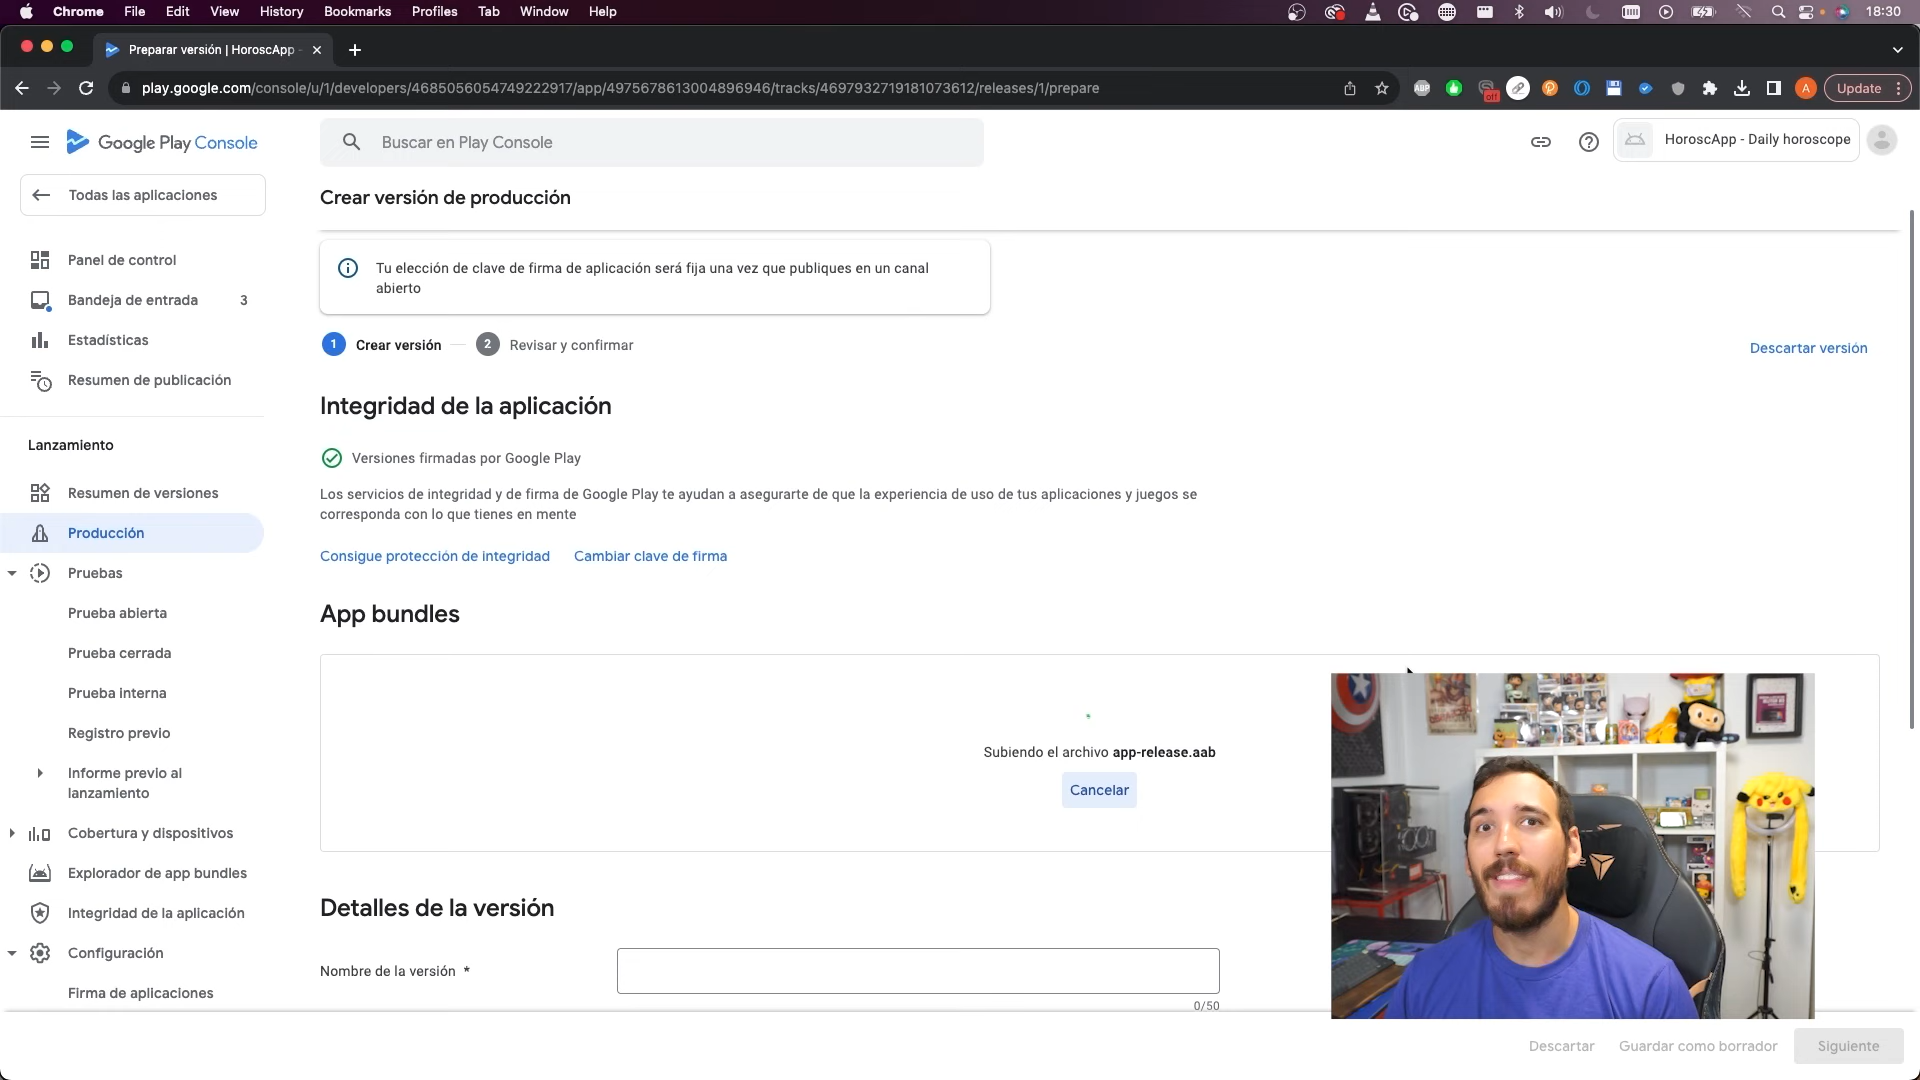 Chrome File Edit View History Bookmarks Profiles Tab Window Help 18:30
Preparar versión | HoroscApp -
play.google.com/console/u/1/developers/4685056054749222917/app/4975678613004896946/tracks/4697932719181073612/releases/1/prepare
ABP
off
A
Update
Google Play Console
Buscar en Play Console
HoroscApp - Daily horoscope
Todas las aplicaciones
Panel de control
Bandeja de entrada 3
Estadísticas
Resumen de publicación
Lanzamiento
Resumen de versiones
Producción
Pruebas
Prueba abierta
Prueba cerrada
Prueba interna
Registro previo
Informe previo al
lanzamiento
Cobertura y dispositivos
Explorador de app bundles
Integridad de la aplicación
Configuración
Firma de aplicaciones
Crear versión de producción
Tu elección de clave de firma de aplicación será fija una vez que publiques en un canal
abierto
1 Crear versión 2 Revisar y confirmar
Descartar versión
Integridad de la aplicación
Versiones firmadas por Google Play
Los servicios de integridad y de firma de Google Play te ayudan a asegurarte de que la experiencia de uso de tus aplicaciones y juegos se
corresponda con lo que tienes en mente
Consigue protección de integridad Cambiar clave de firma
App bundles
Subiendo el archivo app-release.aab
Cancelar
Detalles de la versión
Nombre de la versión *
0/50
Descartar Guardar como borrador Siguiente